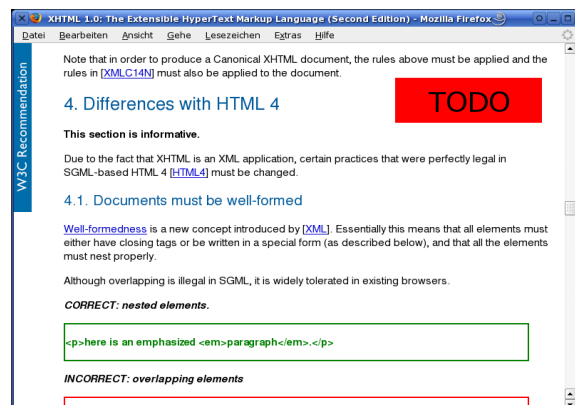 XHTML 1.0: The Extensible HyperText Markup Language (Second Edition) - Mozilla Firefox
Datei Bearbeiten Ansicht Gehe Lesezeichen Extras Hilfe
W3C Recommendation
Note that in order to produce a Canonical XHTML document, the rules above must be applied and the
rules in [XMLC14N] must also be applied to the document.
TODO
4. Differences with HTML 4
This section is informative.
Due to the fact that XHTML is an XML application, certain practices that were perfectly legal in
SGML-based HTML 4 [HTML4] must be changed.
4.1. Documents must be well-formed
Well-formedness is a new concept introduced by [XML]. Essentially this means that all elements must
either have closing tags or be written in a special form (as described below), and that all the elements
must nest properly.
Although overlapping is illegal in SGML, it is widely tolerated in existing browsers.
CORRECT: nested elements.
<p>here is an emphasized <em>paragraph</em>.</p>
INCORRECT: overlapping elements